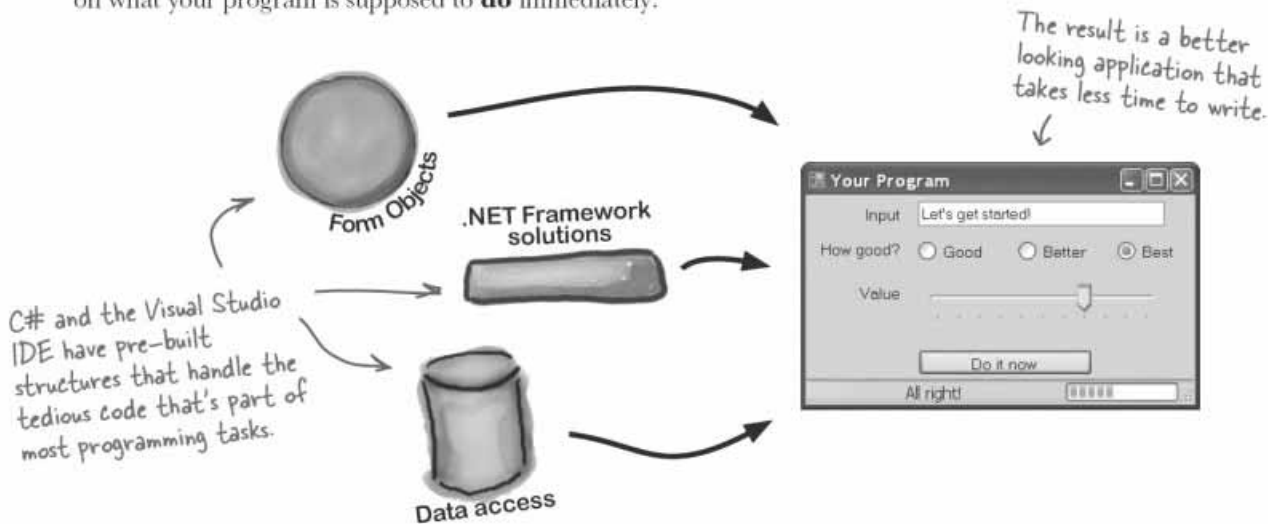 on what your program is supposed to do immediately.
The result is a better
looking application that
takes less time to write.
Form Objects
.NET Framework
solutions
C# and the Visual Studio
IDE have pre-built
structures that handle the
tedious code that's part of
most programming tasks.
Data access
Your Program
Input Let's get started!
How good? Good Better Best
Value
Do it now
All right!